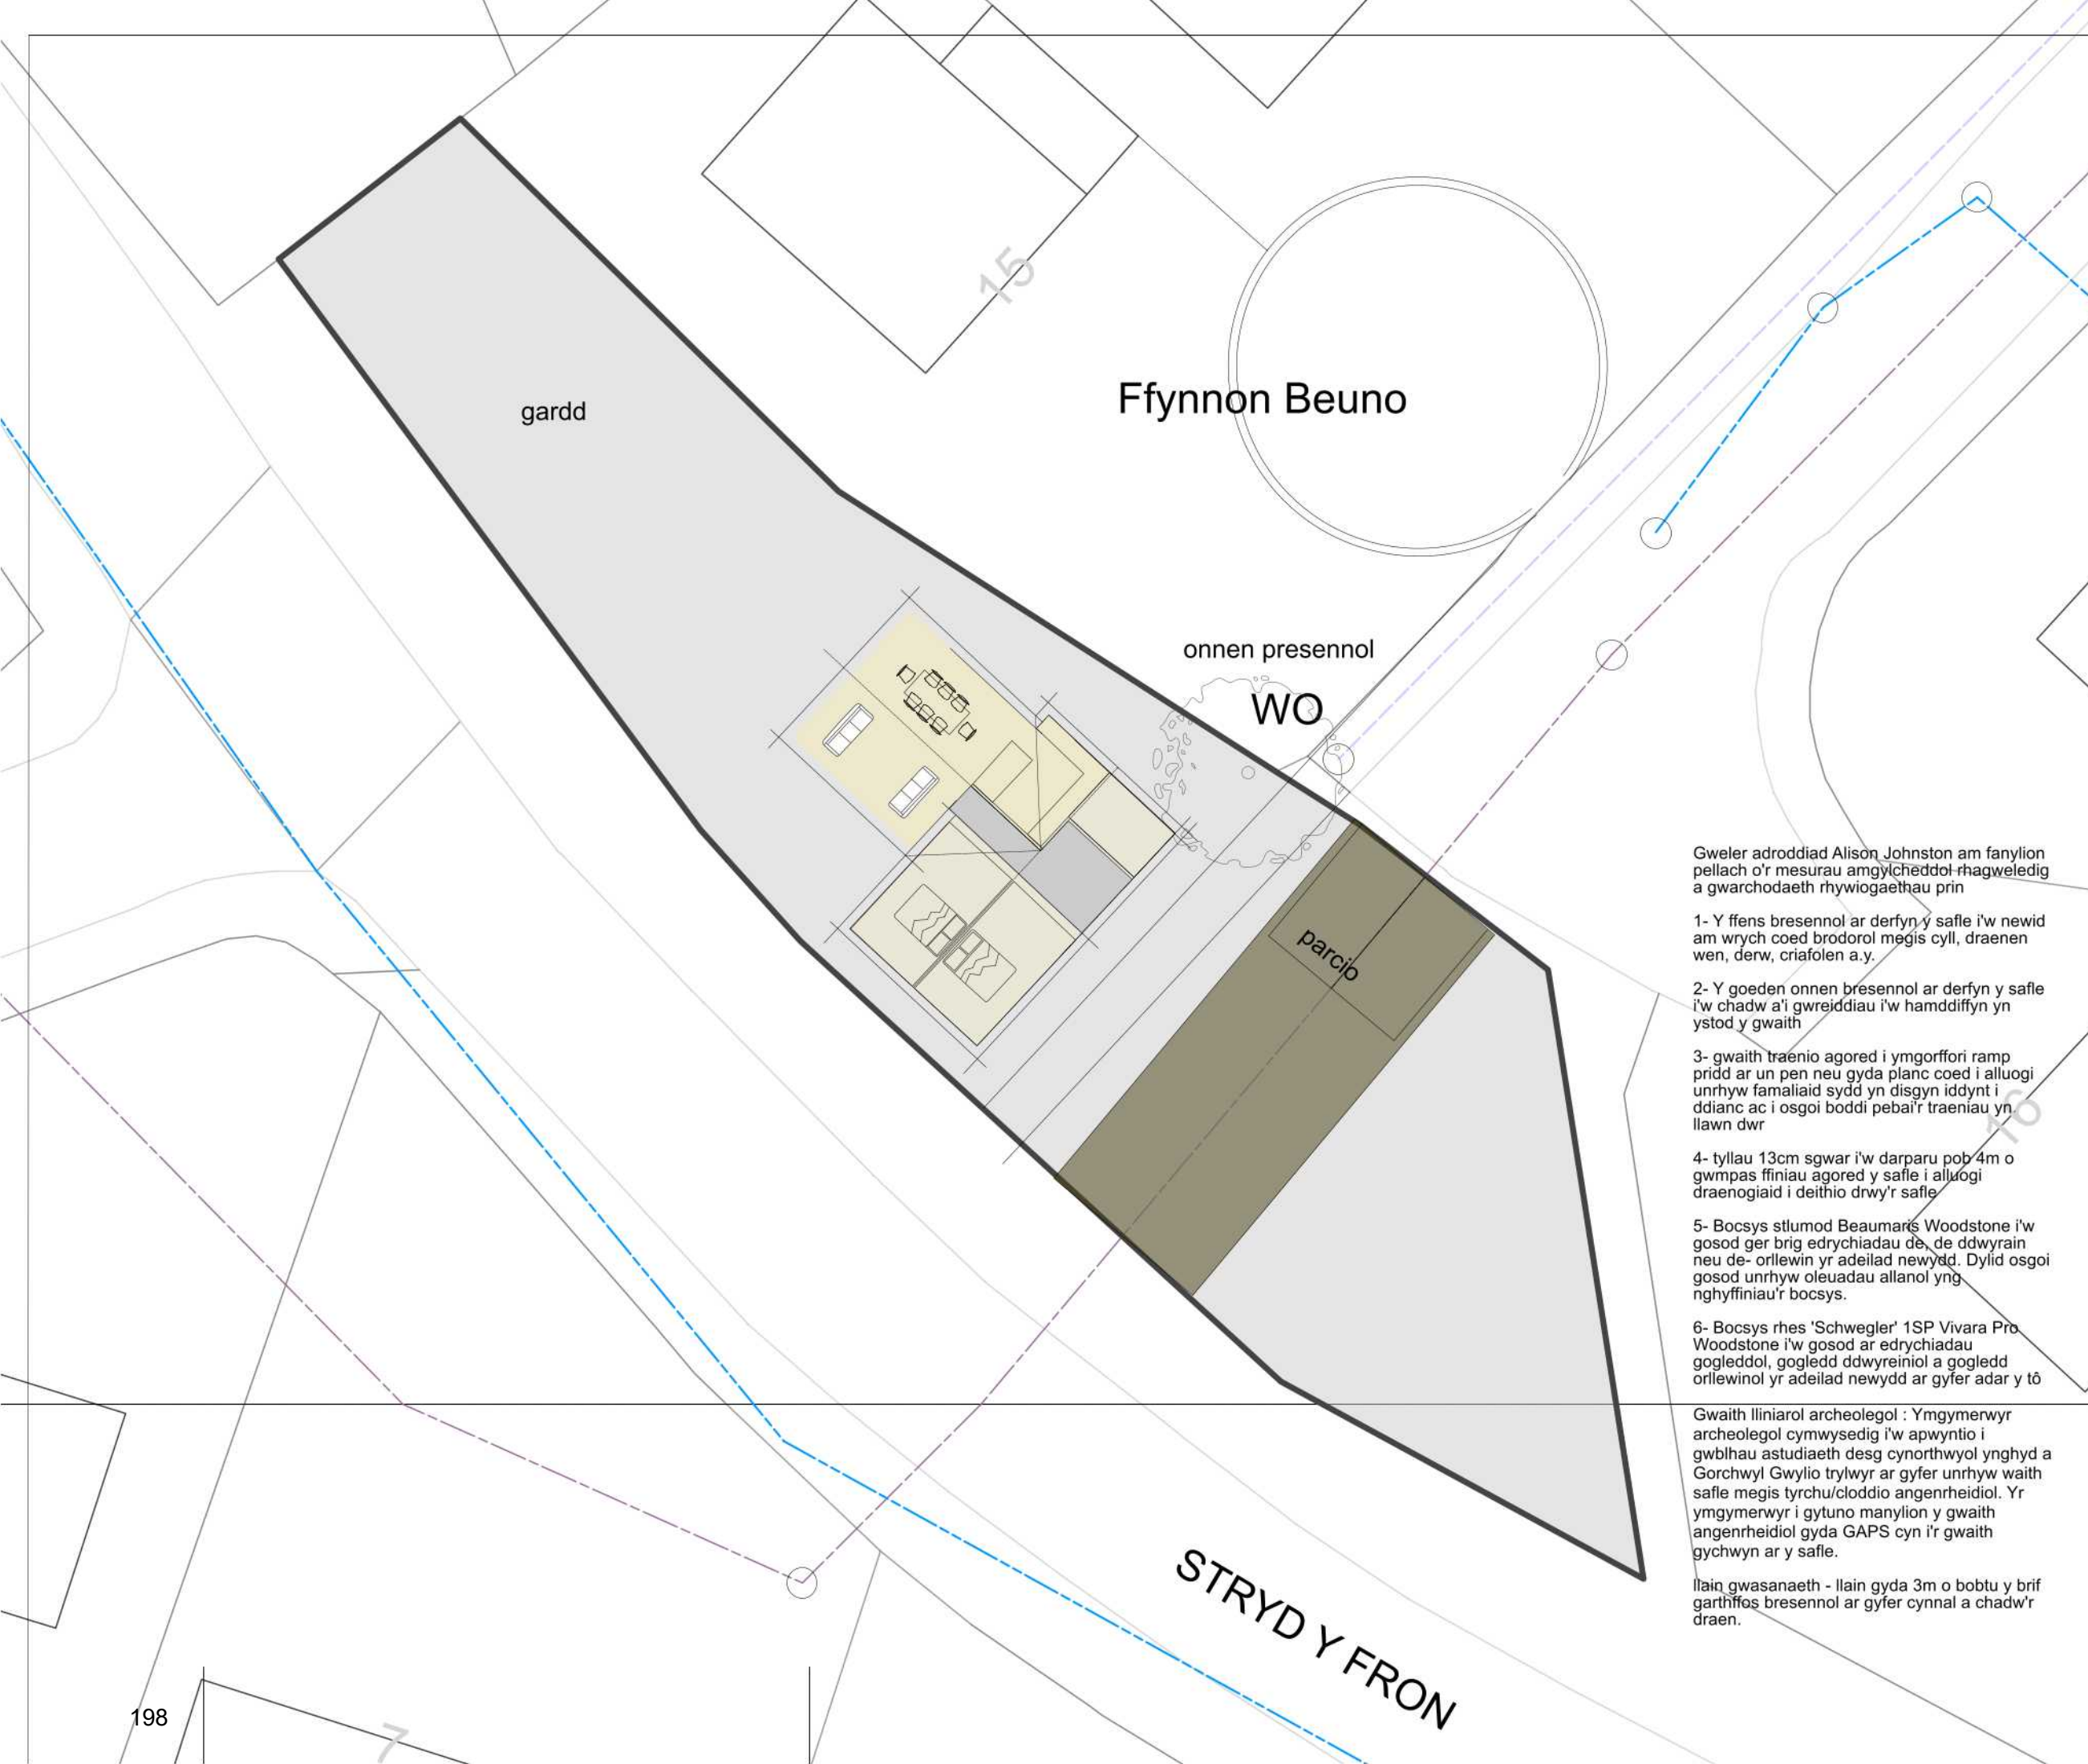 15
Ffynnon Beuno
gardd
onnen presennol
WO
parcio
Gweler adroddiad Alison Johnston am fanylion
pellach o'r mesurau amgylcheddol rhagweledig
a gwarchodaeth rhywiogaethau prin
1- Y ffens bresennol ar derfyn y safle i'w newid
am wrych coed brodorol megis cyll, draenen
wen, derw, criafolen a.y.
2- Y goeden onnen bresennol ar derfyn y safle
i'w chadw a'i gwreiddiau i'w hamddiffyn yn
ystod y gwaith
3- gwaith traenio agored i ymgorffori ramp
pridd ar un pen neu gyda planc coed i alluogi
unrhyw famaliaid sydd yn disgyn iddynt i
ddianc ac i osgoi boddi pebai'r traeniau yn
llawn dwr
16
4- tyllau 13cm sgwar i'w darparu pob 4m o
gwmpas ffiniau agored y safle i alluogi
draenogiaid i deithio drwy'r safle
5- Bocsys stlumod Beaumaris Woodstone i'w
gosod ger brig edrychiadau de, de ddwyrain
neu de- orllewin yr adeilad newydd. Dylid osgoi
gosod unrhyw oleuadau allanol yng
nghyffiniau'r bocsys.
6- Bocsys rhes 'Schwegler' 1SP Vivara Pro
Woodstone i'w gosod ar edrychiadau
gogleddol, gogledd ddwyreiniol a gogledd
orllewinol yr adeilad newydd ar gyfer adar y tô
Gwaith lliniarol archeolegol : Ymgymerwyr
archeolegol cymwysedig i'w apwyntio i
gwblhau astudiaeth desg cynorthwyol ynghyd a
Gorchwyl Gwylio trylwyr ar gyfer unrhyw waith
safle megis tyrchu/cloddio angenrheidiol. Yr
ymgymerwyr i gytuno manylion y gwaith
angenrheidiol gyda GAPS cyn i'r gwaith
gychwyn ar y safle.
llain gwasanaeth - llain gyda 3m o bobtu y brif
garthffos bresennol ar gyfer cynnal a chadw'r
draen.
STRYD Y FRON
198
7